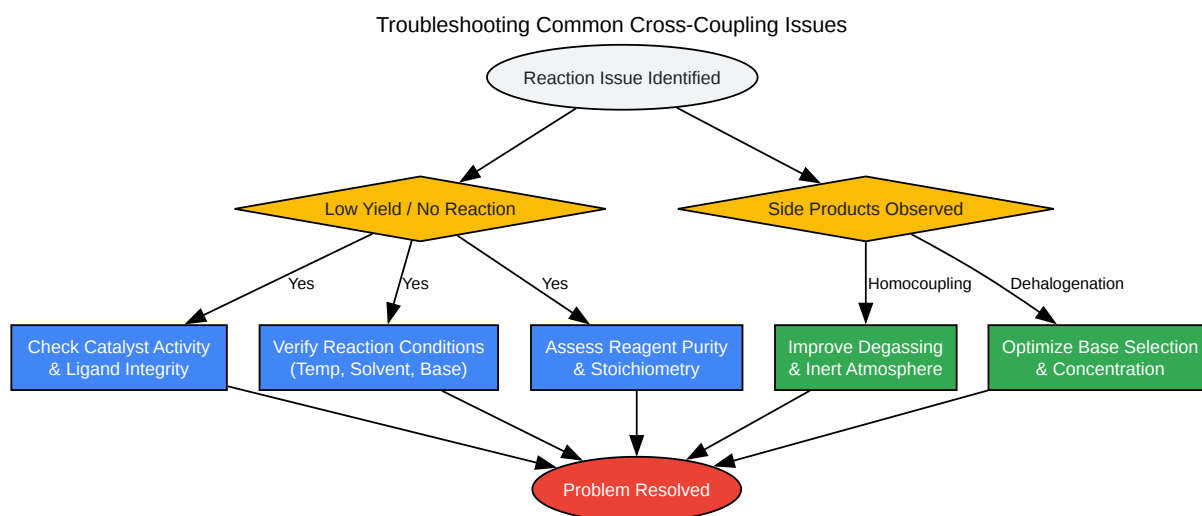 Troubleshooting Common Cross-Coupling Issues
Reaction Issue Identified
Low Yield / No Reaction
Side Products Observed
Yes
Yes
Yes
Homocoupling
Dehalogenation
Check Catalyst Activity
& Ligand Integrity
Verify Reaction Conditions
(Temp, Solvent, Base)
Assess Reagent Purity
& Stoichiometry
Improve Degassing
& Inert Atmosphere
Optimize Base Selection
& Concentration
Problem Resolved